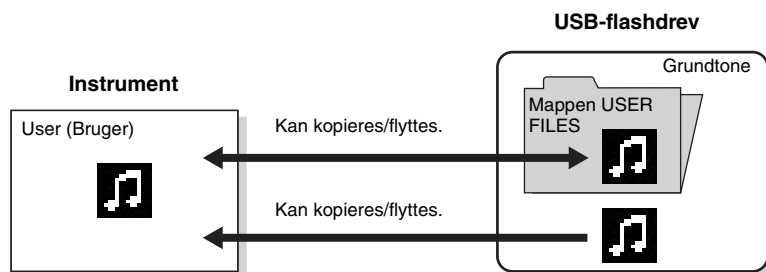 USB-flashdrev
Instrument
Grundtone
User (Bruger)
Kan kopieres/flyttes.
Mappen USER
FILES
Kan kopieres/flyttes.